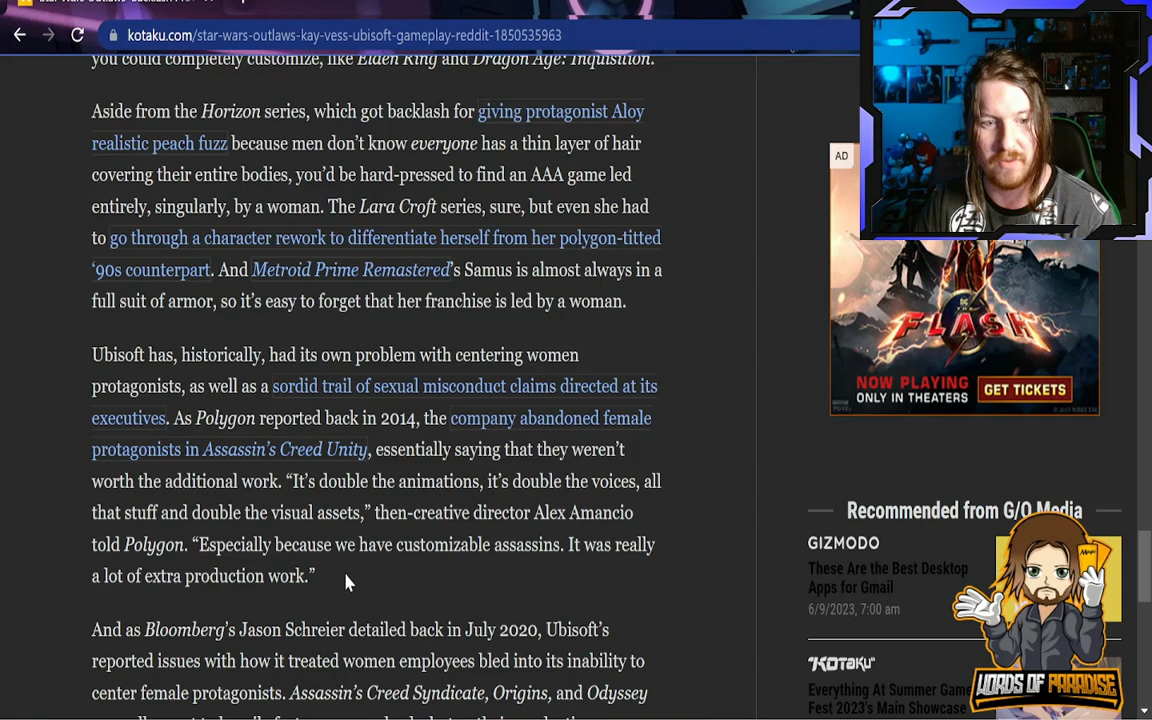 kotaku.com/star-wars-outlaws-kay-vess-ubisoft-gameplay-reddit-1850535963
you could completely customize, like Elden Ring and Dragon Age: Inquisition.
Aside from the Horizon series, which got backlash for giving protagonist Aloy
realistic peach fuzz because men don't know everyone has a thin layer of hair
covering their entire bodies, you'd be hard-pressed to find an AAA game led
entirely, singularly, by a woman. The Lara Croft series, sure, but even she had
to go through a character rework to differentiate herself from her polygon-titted
'90s counterpart. And Metroid Prime Remastered's Samus is almost always in a
full suit of armor, so it's easy to forget that her franchise is led by a woman.
Ubisoft has, historically, had its own problem with centering women
protagonists, as well as a sordid trail of sexual misconduct claims directed at its
executives. As Polygon reported back in 2014, the company abandoned female
protagonists in Assassin's Creed Unity, essentially saying that they weren't
worth the additional work. “It's double the animations, it's double the voices, all
that stuff and double the visual assets,” then-creative director Alex Amancio
told Polygon. “Especially because we have customizable assassins. It was really
a lot of extra production work.”
And as Bloomberg's Jason Schreier detailed back in July 2020, Ubisoft's
reported issues with how it treated women employees bled into its inability to
center female protagonists. Assassin's Creed Syndicate, Origins, and Odyssey
AD
DC
THE
FLASH
NOW PLAYING
ONLY IN THEATERS
GET TICKETS
Recommended from G/O Media
GIZMODO
These Are the Best Desktop
Apps for Gmail
6/9/2023, 7:00 am
KOTAKU
Everything At Summer Game
Fest 2023's Main Showcase
WORDS OF PARADISE